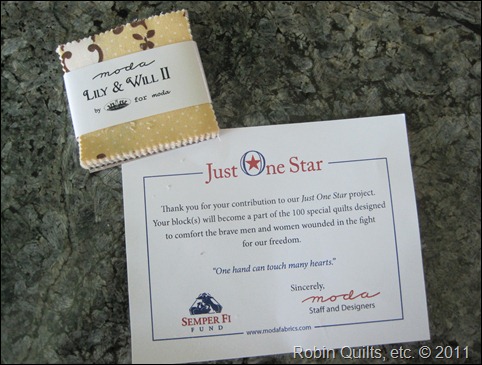 moda
LILY & WILL II
by for moda
Just One Star
Thank you for your contribution to our Just One Star project.
Your block(s) will become a part of the 100 special quilts designed
to comfort the brave men and women wounded in the fight
for our freedom.
"One hand can touch many hearts."
Sincerely,
moda
Staff and Designers
SEMPER FI
FUND
www.modafabrics.com
Robin Quilts, etc. © 2011